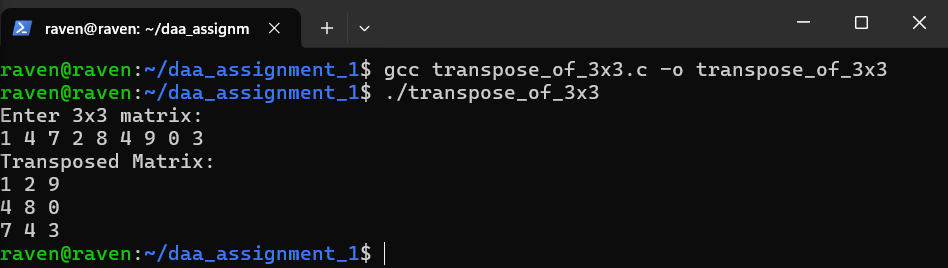 raven@raven: ~/daa_assignm
raven@raven:~/daa_assignment_1$ gcc transpose_of_3x3.c -o transpose_of_3x3
raven@raven:~/daa_assignment_1$ ./transpose_of_3x3
Enter 3x3 matrix:
1 4 7 2 8 4 9 0 3
Transposed Matrix:
1 2 9
4 8 0
7 4 3
raven@raven:~/daa_assignment_1$